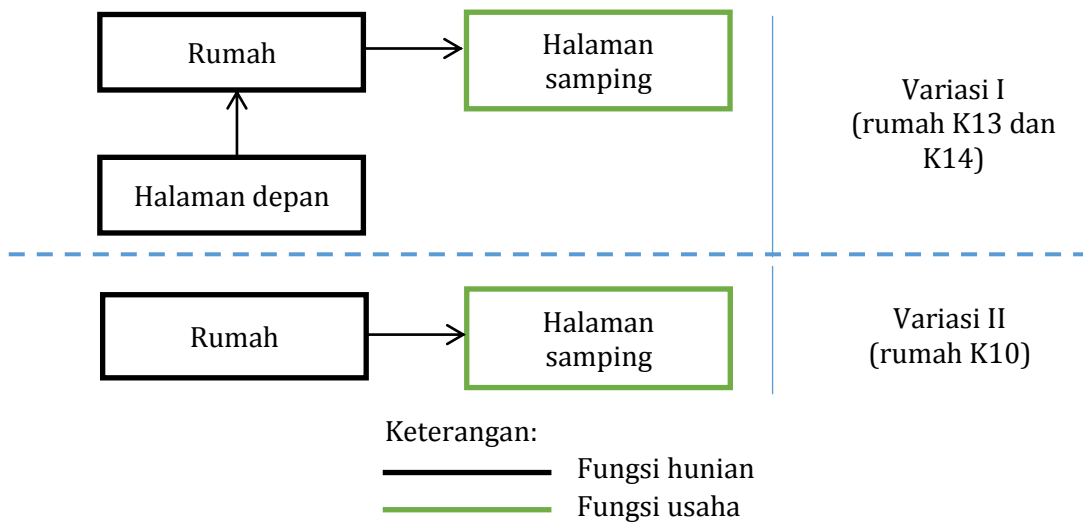 Rumah
Halaman
samping
Halaman depan
Variasi I
(rumah K13 dan
K14)
Rumah
Halaman
samping
Variasi II
(rumah K10)
Keterangan:
Fungsi hunian
Fungsi usaha